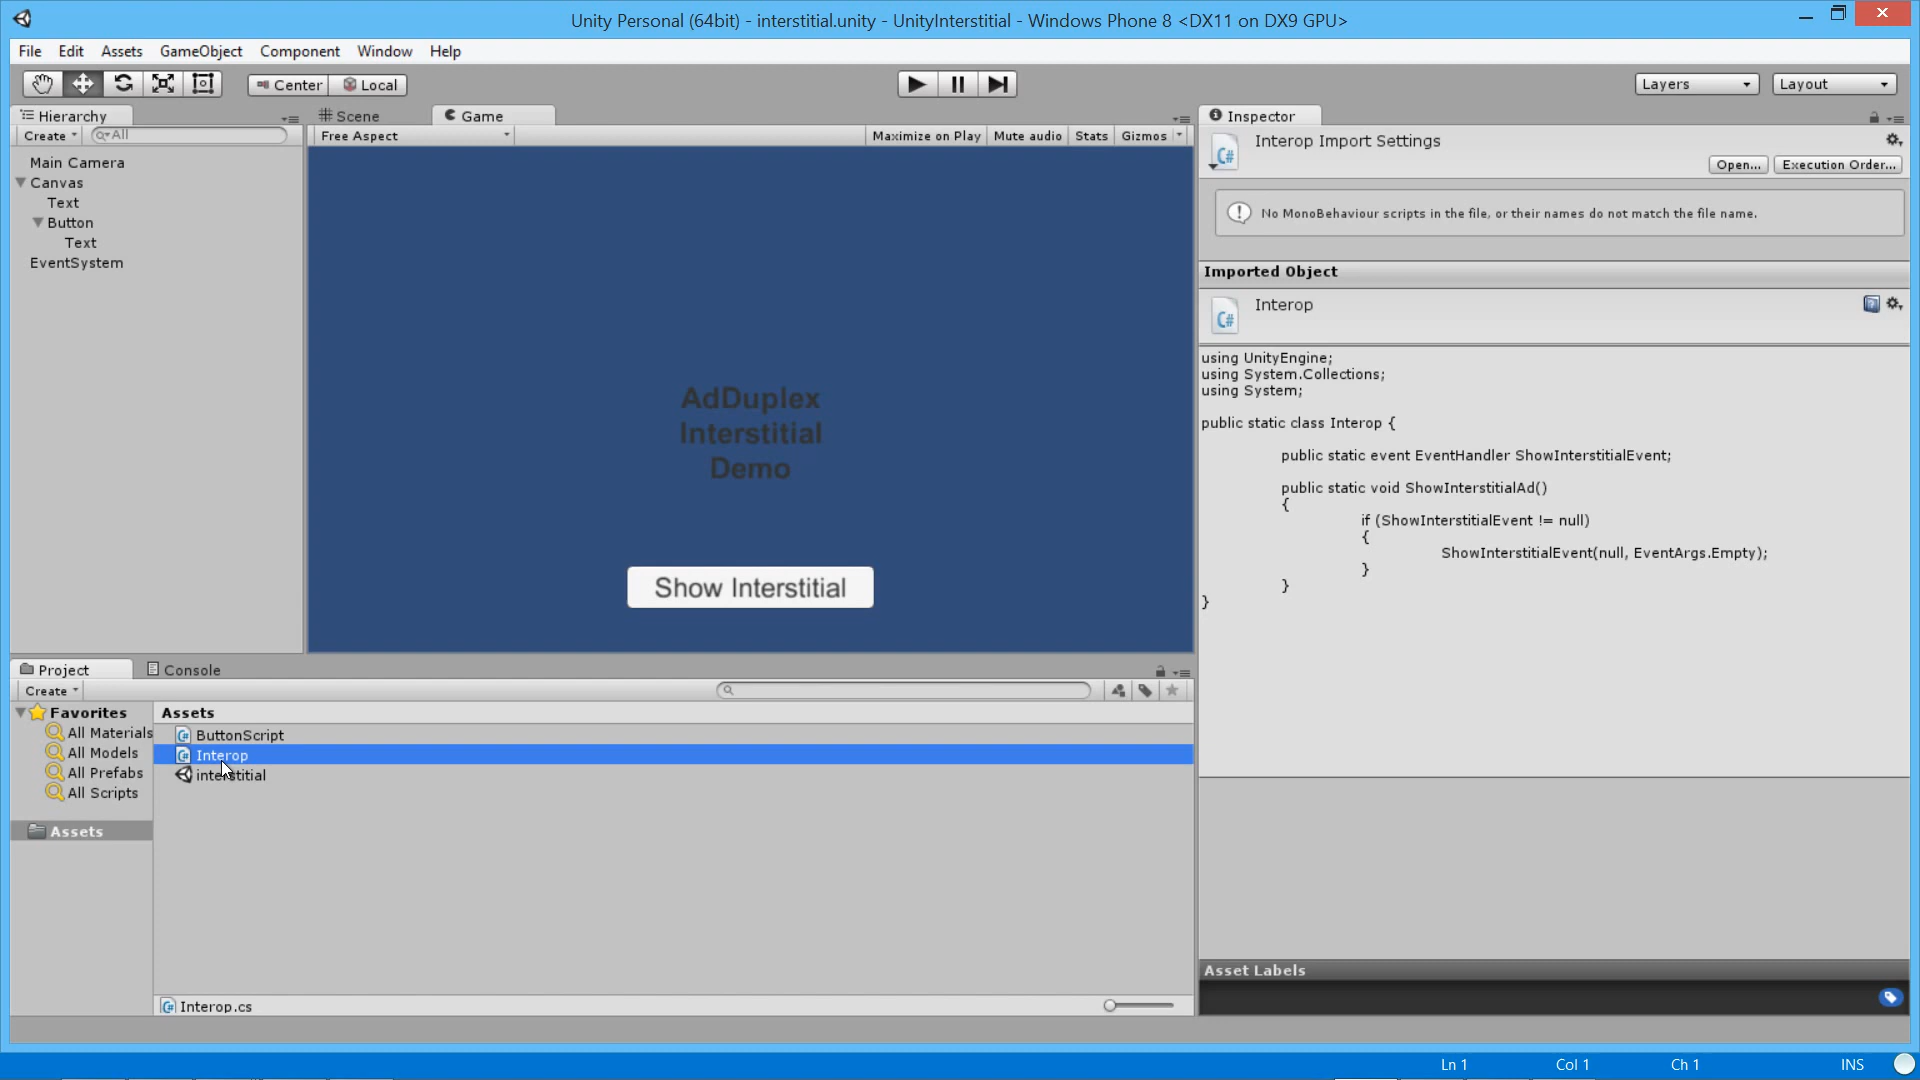 Unity Personal (64bit) - interstitial.unity - UnityInterstitial - Windows Phone 8 <DX11 on DX9 GPU>
File Edit Assets GameObject Component Window Help
Center Local Layers Layout
Hierarchy
Create All
Main Camera
Canvas
Text
Button
Text
EventSystem
Scene Game
Free Aspect Maximize on Play Mute audio Stats Gizmos
AdDuplex
Interstitial
Demo
Show Interstitial
Inspector
Interop Import Settings
Open... Execution Order...
No MonoBehaviour scripts in the file, or their names do not match the file name.
Imported Object
Interop
using UnityEngine;
using System.Collections;
using System;
public static class Interop {
public static event EventHandler ShowInterstitialEvent;
public static void ShowInterstitialAd()
{
if (ShowInterstitialEvent != null)
{
ShowInterstitialEvent(null, EventArgs.Empty);
}
}
}
Asset Labels
Project Console
Create
Favorites
All Materials
All Models
All Prefabs
All Scripts
Assets
Assets
ButtonScript
Interop
interstitial
Interop.cs
Ln 1 Col 1 Ch 1 INS